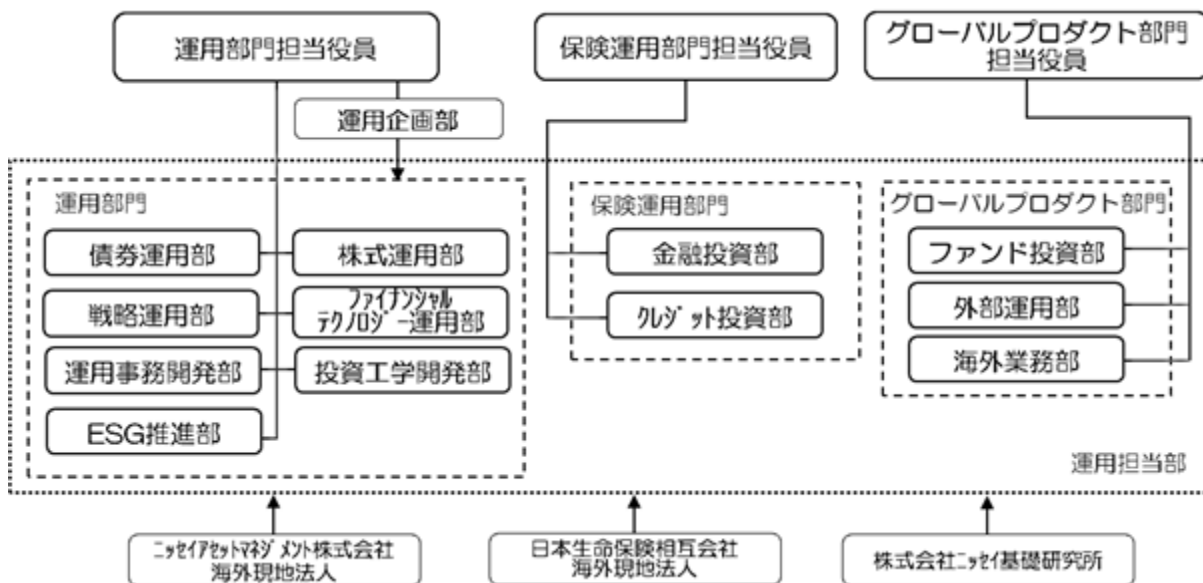 運用部門担当役員
保険運用部門担当役員
グローバルプロダクト部門
担当役員
運用企画部
運用部門
債券運用部
株式運用部
戦略運用部
ファイナンシャル
テクノロジー運用部
運用事務開発部
投資工学開発部
ESG推進部
保険運用部門
金融投資部
クレジット投資部
グローバルプロダクト部門
ファンド投資部
外部運用部
海外業務部
運用担当部
ニッセイアセットマネジメント株式会社
海外現地法人
日本生命保険相互会社
海外現地法人
株式会社ニッセイ基礎研究所